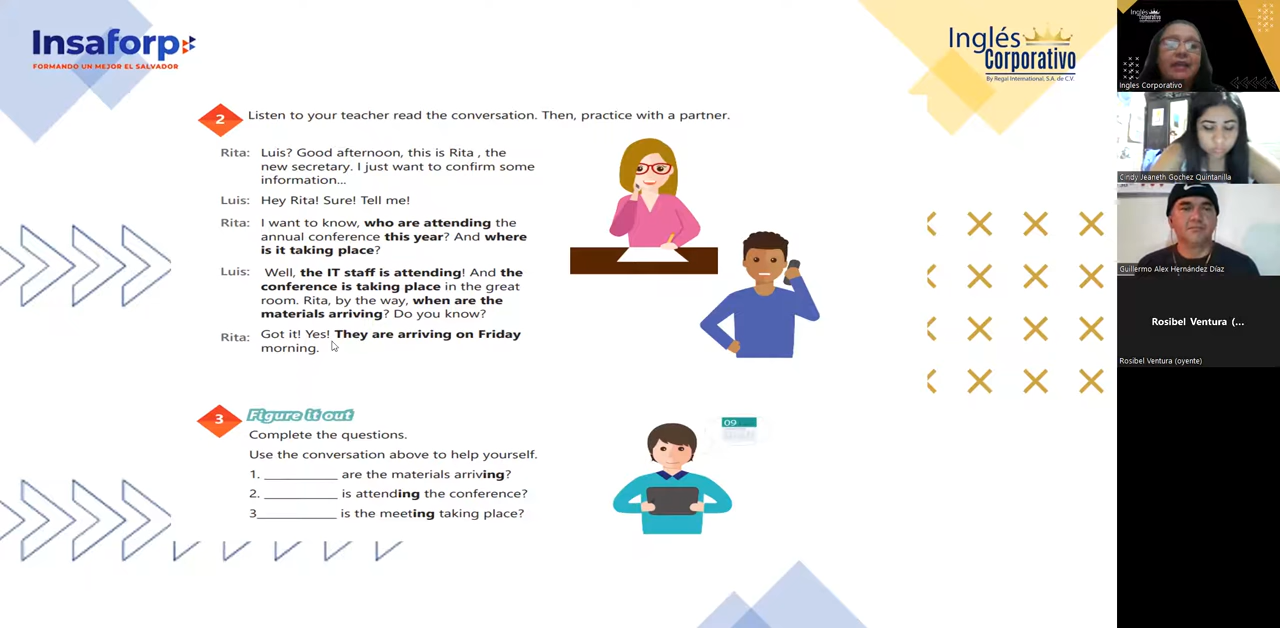 Insaforp
FORMANDO UN MEJOR EL SALVADOR
Inglés
Corporativo
By Regal International, S.A. de C.V.
2 Listen to your teacher read the conversation. Then, practice with a partner.
Rita: Luis? Good afternoon, this is Rita , the
new secretary. I just want to confirm some
information...
Luis: Hey Rita! Sure! Tell me!
Rita: I want to know, who are attending the
annual conference this year? And where
is it taking place?
Luis: Well, the IT staff is attending! And the
conference is taking place in the great
room. Rita, by the way, when are the
materials arriving? Do you know?
Rita: Got it! Yes! They are arriving on Friday
morning.
3 Figure it out
Complete the questions.
Use the conversation above to help yourself.
1. __________ are the materials arriving?
2. __________ is attending the conference?
3___________ is the meeting taking place?
09
Inglés
Corporativo
Ingles Corporativo
Cindy Jeaneth Gochez Quintanilla
Guillermo Alex Hernández Díaz
Rosibel Ventura (...
Rosibel Ventura (oyente)